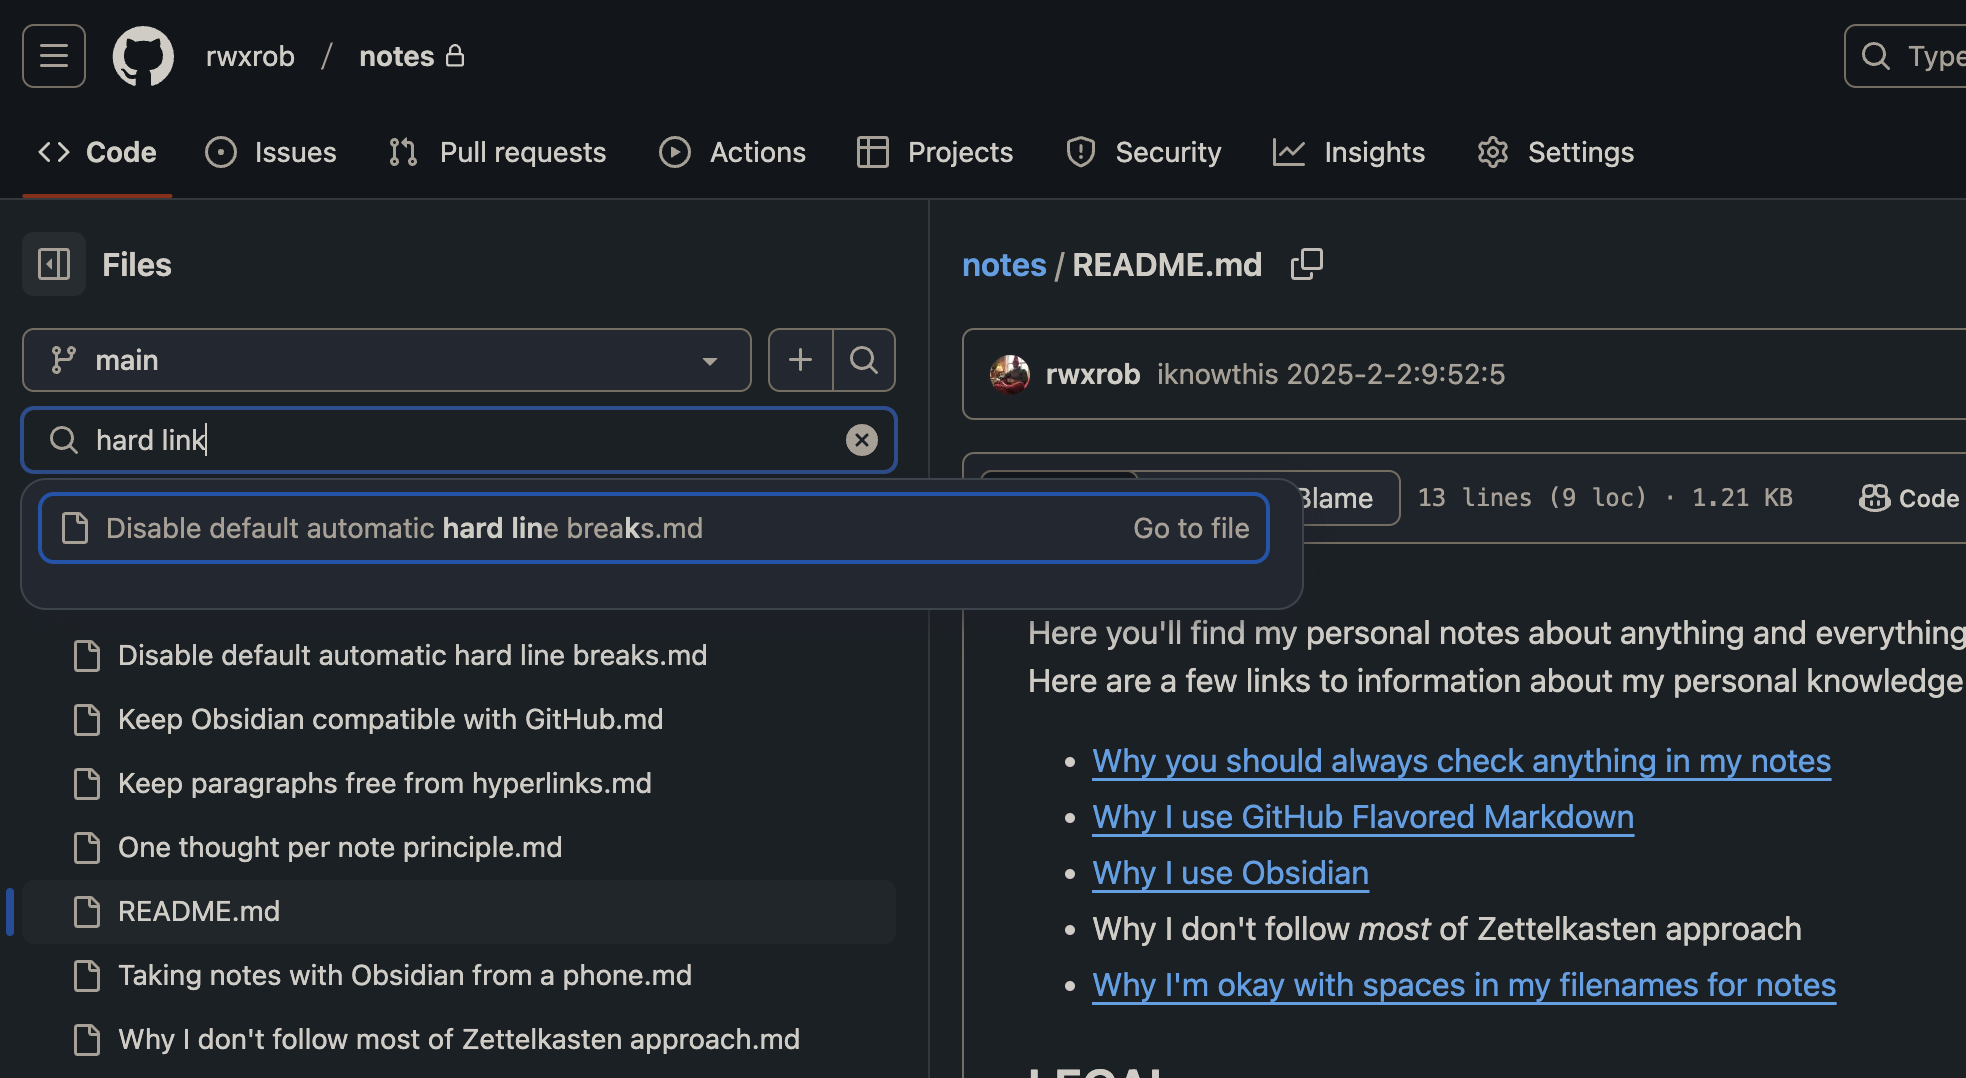 rwxrob / notes
Type
Code Issues Pull requests Actions Projects Security Insights Settings
Files
main
hard link
Disable default automatic hard line breaks.md Go to file
Disable default automatic hard line breaks.md
Keep Obsidian compatible with GitHub.md
Keep paragraphs free from hyperlinks.md
One thought per note principle.md
README.md
Taking notes with Obsidian from a phone.md
Why I don't follow most of Zettelkasten approach.md
notes / README.md
rwxrob iknowthis 2025-2-2:9:52:5
Blame 13 lines (9 loc) · 1.21 KB Code
Here you'll find my personal notes about anything and everything
Here are a few links to information about my personal knowledge
• Why you should always check anything in my notes
• Why I use GitHub Flavored Markdown
• Why I use Obsidian
• Why I don't follow most of Zettelkasten approach
• Why I'm okay with spaces in my filenames for notes
LEGAL